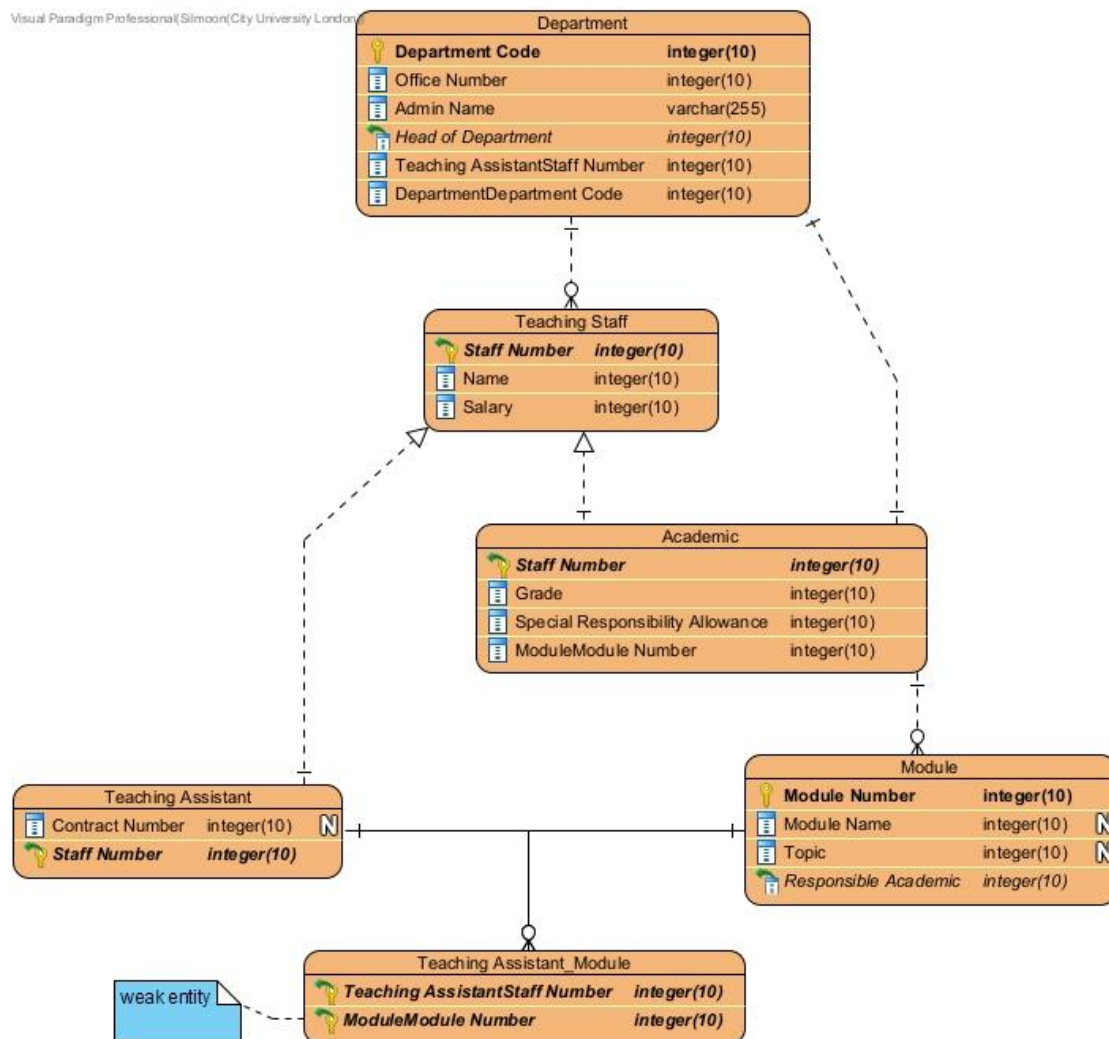 Visual Paradigm Professional(Silmoon(City University London))
Department
Department Code integer(10)
Office Number integer(10)
Admin Name varchar(255)
Head of Department integer(10)
Teaching AssistantStaff Number integer(10)
DepartmentDepartment Code integer(10)
Teaching Staff
Staff Number integer(10)
Name integer(10)
Salary integer(10)
Academic
Staff Number integer(10)
Grade integer(10)
Special Responsibility Allowance integer(10)
ModuleModule Number integer(10)
Teaching Assistant
Contract Number integer(10) N
Staff Number integer(10)
Module
Module Number integer(10)
Module Name integer(10) N
Topic integer(10) N
Responsible Academic integer(10)
Teaching Assistant_Module
Teaching AssistantStaff Number integer(10)
ModuleModule Number integer(10)
weak entity